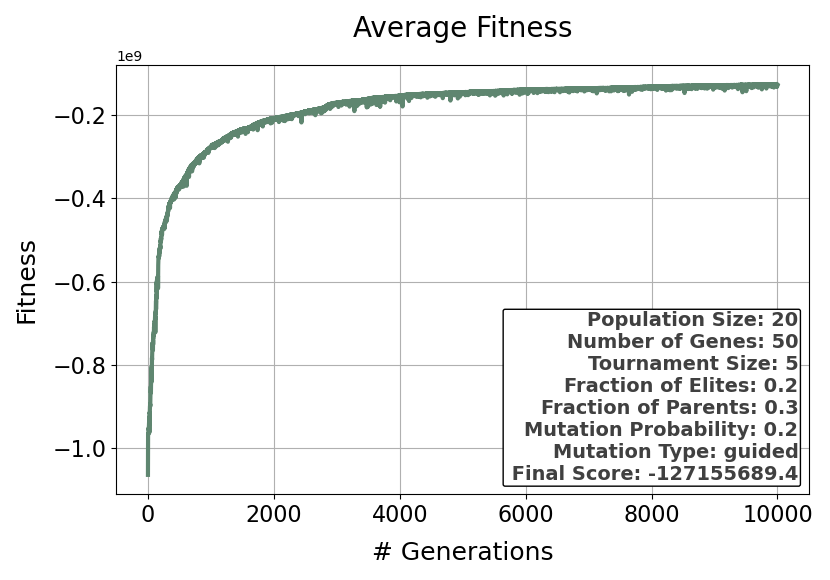 Average Fitness
1e9
−0.2
−0.4
−0.6
−0.8
−1.0
Fitness
Population Size: 20
Number of Genes: 50
Tournament Size: 5
Fraction of Elites: 0.2
Fraction of Parents: 0.3
Mutation Probability: 0.2
Mutation Type: guided
Final Score: -127155689.4
0 2000 4000 6000 8000 10000
# Generations